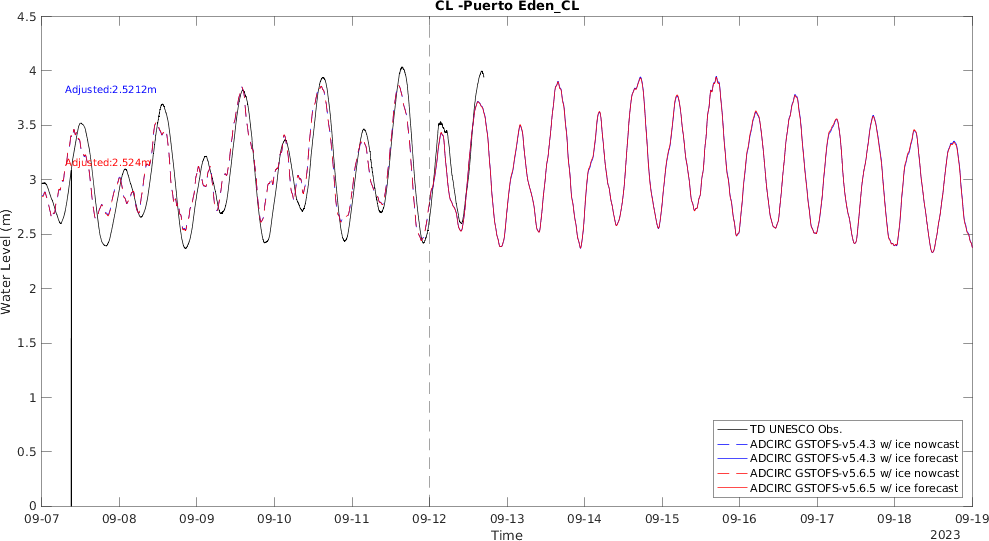 CL -Puerto Eden_CL
4.5
4
3.5
3
2.5
2
1.5
1
0.5
0
Water Level (m)
Adjusted:2.5212m
Adjusted:2.524m
TD UNESCO Obs.
ADCIRC GSTOFS-v5.4.3 w/ ice nowcast
ADCIRC GSTOFS-v5.4.3 w/ ice forecast
ADCIRC GSTOFS-v5.6.5 w/ ice nowcast
ADCIRC GSTOFS-v5.6.5 w/ ice forecast
09-07 09-08 09-09 09-10 09-11 09-12 09-13 09-14 09-15 09-16 09-17 09-18 09-19
Time
2023